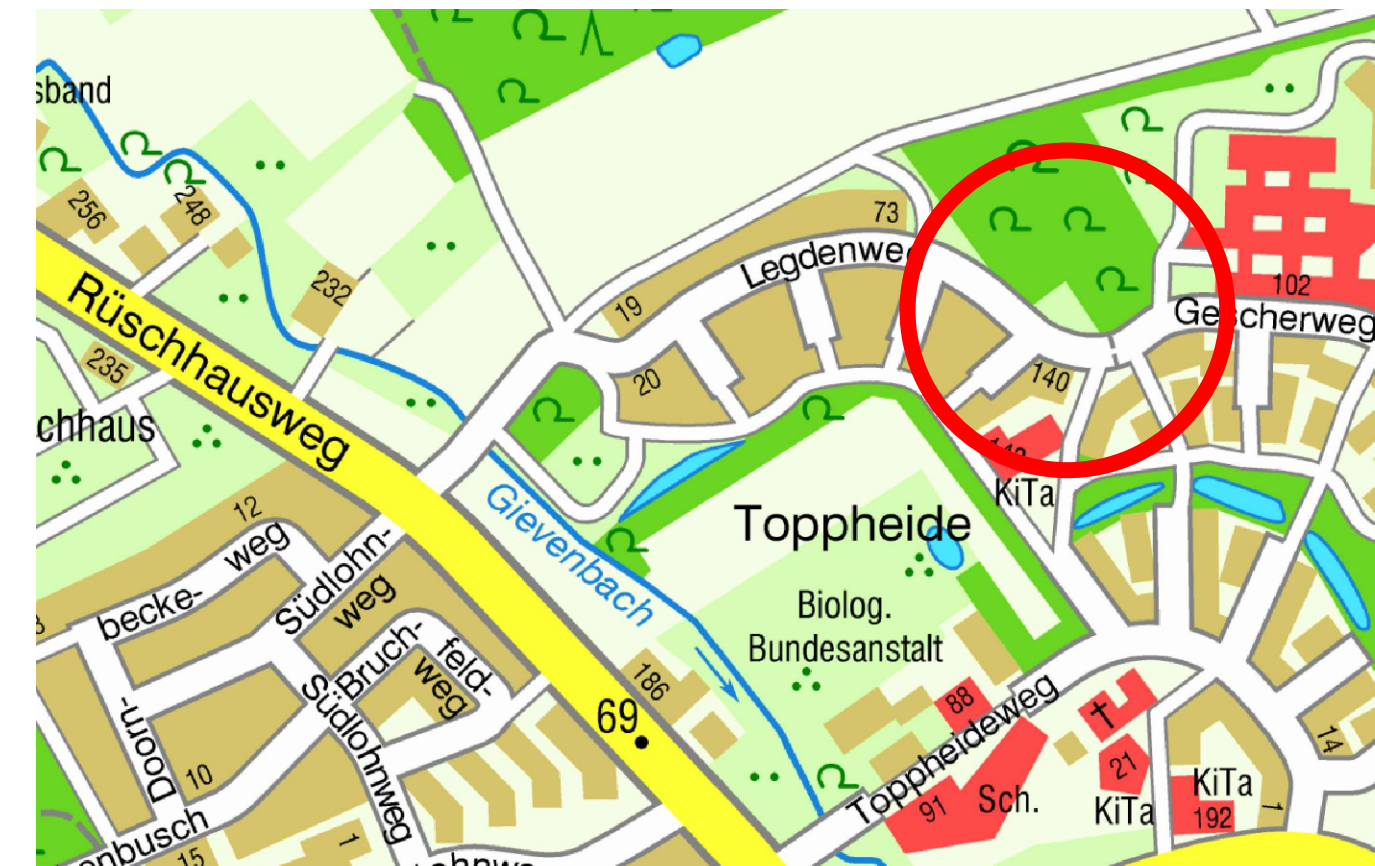 sband
256
248
73
Legdenweg
232
19
102
Gescherweg
Rüschhausweg
235
20
140
chhaus
KiTa
12
Gievenbach
Toppheide
weg
becke-
Südlohn-
weg
Biolog.
Bundesanstalt
Bruch-
feld-
weg
186
69
88
Südlohnweg
Toppheideweg
Doorn-
10
14
21
Sch.
KiTa
KiTa
192
1
91
enbusch
15
1